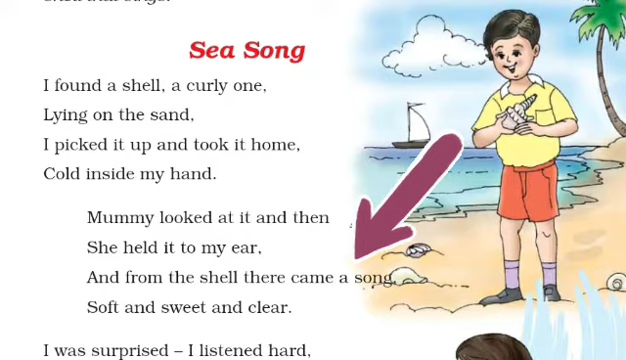 Sea Song
I found a shell, a curly one,
Lying on the sand,
I picked it up and took it home,
Cold inside my hand.
Mummy looked at it and then
She held it to my ear,
And from the shell there came a song
Soft and sweet and clear.
I was surprised – I listened hard,